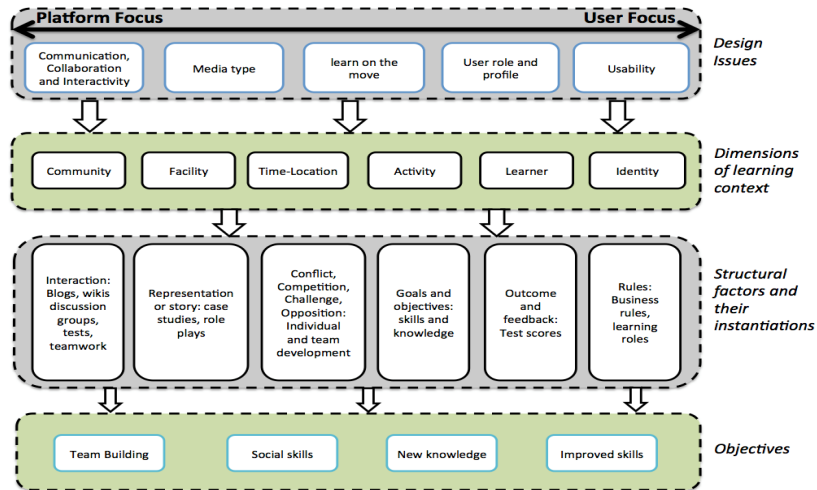 Platform Focus
User Focus
Design
Issues
Communication,
Collaboration
and Interactivity
Media type
learn on the
move
User role and
profile
Usability
Dimensions
of learning
context
Community
Facility
Time-Location
Activity
Learner
Identity
Structural
factors and
their
instantiations
Interaction:
Blogs, wikis
discussion
groups,
tests,
teamwork
Representation
or story: case
studies, role
plays
Conflict,
Competition,
Challenge,
Opposition:
Individual
and team
development
Goals and
objectives:
skills and
knowledge
Outcome
and
feedback:
Test scores
Rules:
Business
rules,
learning
roles
Objectives
Team Building
Social skills
New knowledge
Improved skills